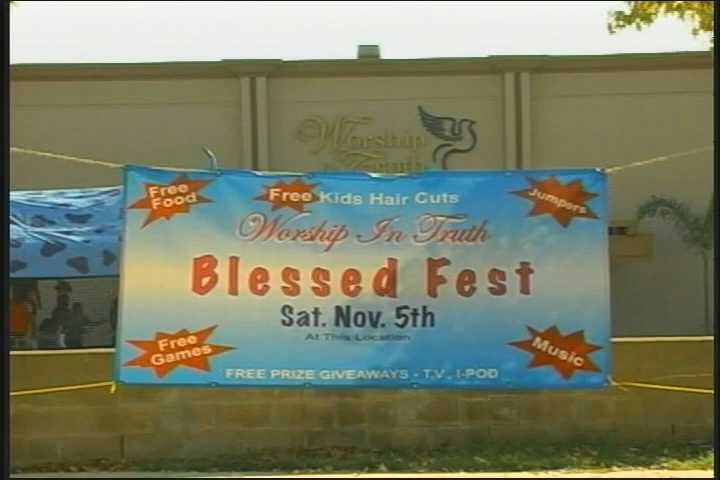 Worship
In Truth
Free
Food
Free Kids Hair Cuts
Jumpers
Worship In Truth
Blessed Fest
Sat. Nov. 5th
At This Location
Free
Games
Music
FREE PRIZE GIVEAWAYS - T.V., I-POD